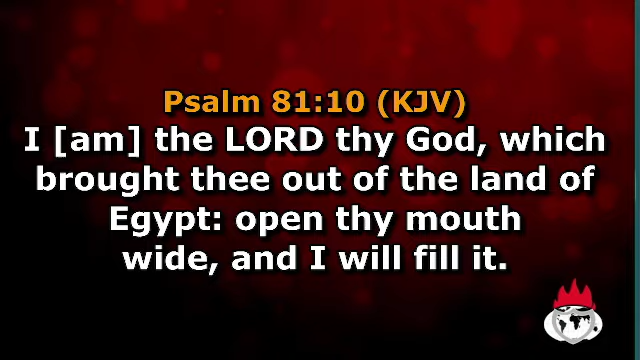 Psalm 81:10 (KJV)
I [am] the LORD thy God, which
brought thee out of the land of
Egypt: open thy mouth
wide, and I will fill it.